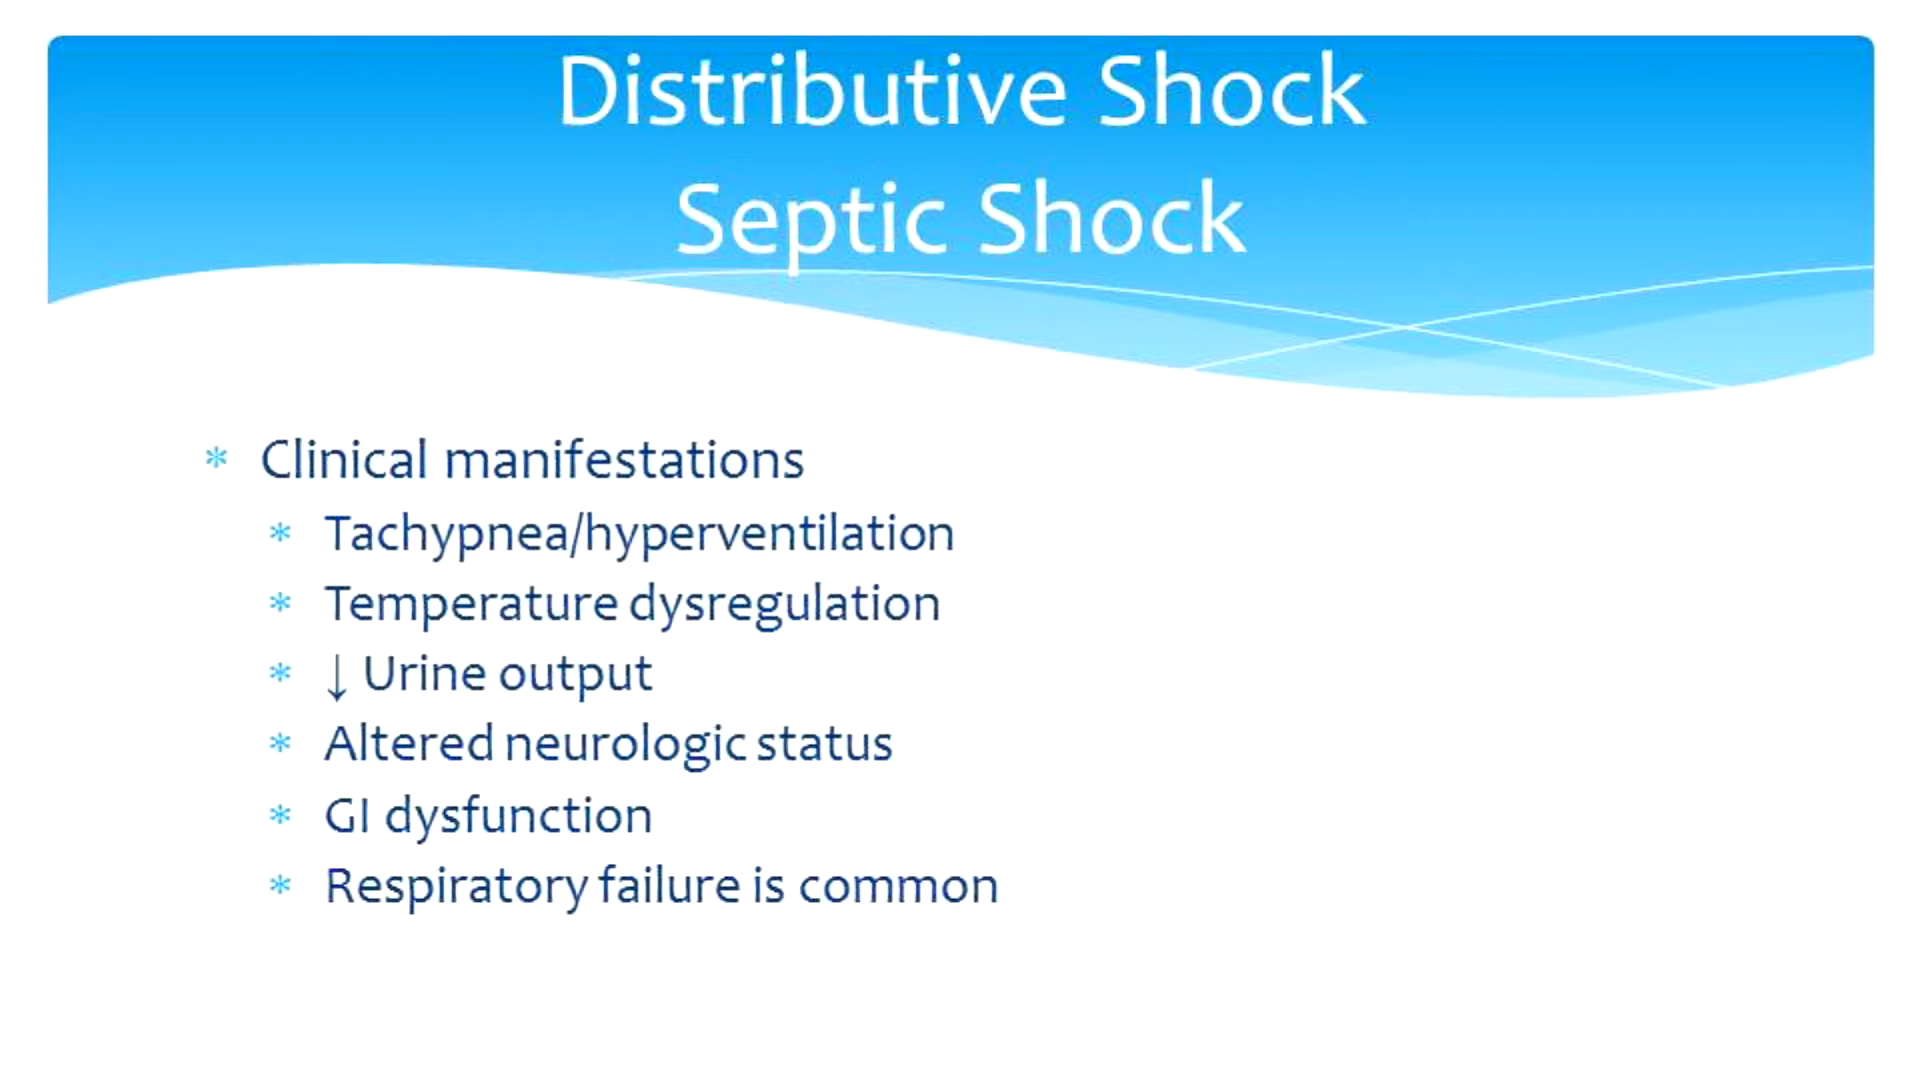 Distributive Shock
Septic Shock
* Clinical manifestations
* Tachypnea/hyperventilation
* Temperature dysregulation
* ↓ Urine output
* Altered neurologic status
* GI dysfunction
* Respiratory failure is common